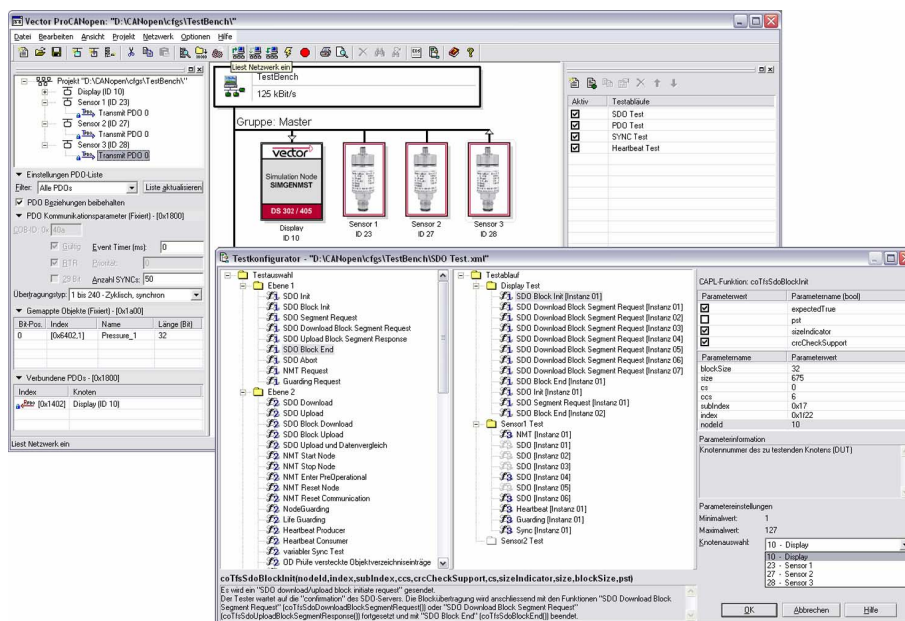 Vector ProCANopen: "D:\CANopen\cfgs\TestBench\"
Datei Bearbeiten Ansicht Projekt Netzwerk Optionen Hilfe
Liest Netzwerk ein
Projekt "D:\CANopen\cfgs\TestBench\"
Display (ID 10)
Sensor 1 (ID 23)
Transmit PDO 0
Sensor 2 (ID 27)
Transmit PDO 0
Sensor 3 (ID 28)
Transmit PDO 0
Einstellungen PDO-Liste
Filter: Alle PDOs Liste aktualisieren
PDO Beziehungen beibehalten
PDO Kommunikationsparameter (Fixiert) - [0x1800]
COB-ID: 0x 40a
Gültig Event Timer (ms): 0
RTR Priorität: 0
29 Bit Anzahl SYNCs: 50
Übertragungstyp: 1 bis 240 - Zyklisch, synchron
Gemappte Objekte (Fixiert) - [0x1a00]
Bit-Pos. Index Name Länge (Bit)
0 [0x6402,1] Pressure_1 32
Verbundene PDOs - [0x1800]
Index Knoten
[0x1402] Display (ID 10)
Liest Netzwerk ein
TestBench
125 kBit/s
Gruppe: Master
vector
Simulation Node
SIMGENMST
DS 302 / 405
Display
ID 10
Sensor 1
ID 23
Sensor 2
ID 27
Sensor 3
ID 28
Aktiv Testabläufe
SDO Test
PDO Test
SYNC Test
Heartbeat Test
Testkonfigurator - "D:\CANopen\cfgs\TestBench\SDO Test.xml"
Testauswahl
Ebene 1
SDO Init
SDO Block Init
SDO Segment Request
SDO Download Block Segment Request
SDO Upload Block Segment Response
SDO Block End
SDO Abort
NMT Request
Guarding Request
Ebene 2
SDO Download
SDO Upload
SDO Block Download
SDO Block Upload
SDO Upload und Datenvergleich
NMT Start Node
NMT Stop Node
NMT Enter PreOperational
NMT Reset Node
NMT Reset Communication
NodeGuarding
Life Guarding
Heartbeat Producer
Heartbeat Consumer
variabler Sync Test
OD Prüfe versteckte Objektverzeichniseinträge
Testablauf
Display Test
SDO Block Init [Instanz 01]
SDO Download Block Segment Request [Instanz 01]
SDO Download Block Segment Request [Instanz 02]
SDO Download Block Segment Request [Instanz 03]
SDO Download Block Segment Request [Instanz 04]
SDO Download Block Segment Request [Instanz 05]
SDO Download Block Segment Request [Instanz 06]
SDO Download Block Segment Request [Instanz 07]
SDO Block End [Instanz 01]
SDO Init [Instanz 01]
SDO Segment Request [Instanz 01]
SDO Block End [Instanz 02]
Sensor1 Test
NMT [Instanz 01]
SDO [Instanz 01]
SDO [Instanz 02]
SDO [Instanz 03]
SDO [Instanz 04]
SDO [Instanz 05]
SDO [Instanz 06]
Heartbeat [Instanz 01]
Guarding [Instanz 01]
Sync [Instanz 01]
Sensor2 Test
CAPL-Funktion: coTfsSdoBlockInit
Parameterwert Parametername (bool)
expectedTrue
pst
sizeIndicator
crcCheckSupport
Parametername Parameterwert
blockSize 32
size 675
cs 0
ccs 6
subIndex 0x17
index 0x1f22
nodeId 10
Parameterinformation
Knotennummer des zu testenden Knotens (DUT)
Parametereinstellungen
Minimalwert: 1
Maximalwert: 127
Knotenauswahl: 10 - Display
10 - Display
23 - Sensor 1
27 - Sensor 2
28 - Sensor 3
coTfsSdoBlockInit(nodeId,index,subIndex,ccs,crcCheckSupport,cs,sizeIndicator,size,blockSize,pst)
Es wird ein "SDO download/upload block initiate request" gesendet.
Der Tester wartet auf die "confirmation" des SDO-Servers. Die Blockübertragung wird anschliessend mit den Funktionen "SDO Download Block
Segment Request" (coTfsSdoDownloadBlockSegmentRequest()) oder "SDO Download Block Segment Request"
(coTfsSdoUploadBlockSegmentResponse()) fortgesetzt und mit "SDO Block End" (coTfsSdoBlockEnd()) beendet.
OK Abbrechen Hilfe